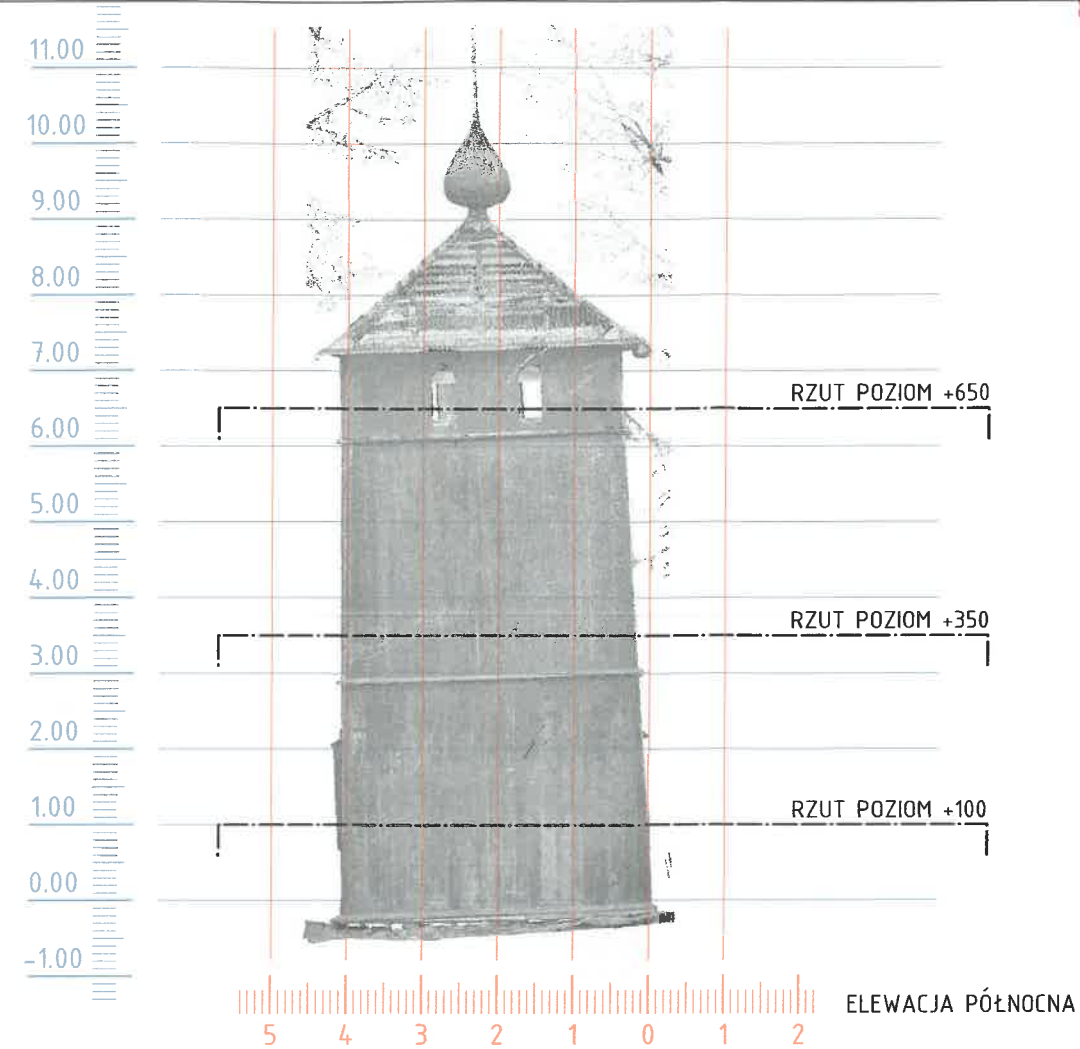 11.00
10.00
9.00
8.00
7.00
RZUT POZIOM +650
6.00
5.00
4.00
RZUT POZIOM +350
3.00
2.00
1.00
RZUT POZIOM +100
0.00
-1.00
ELEWACJA PÓŁNOCNA
5 4 3 2 1 0 1 2